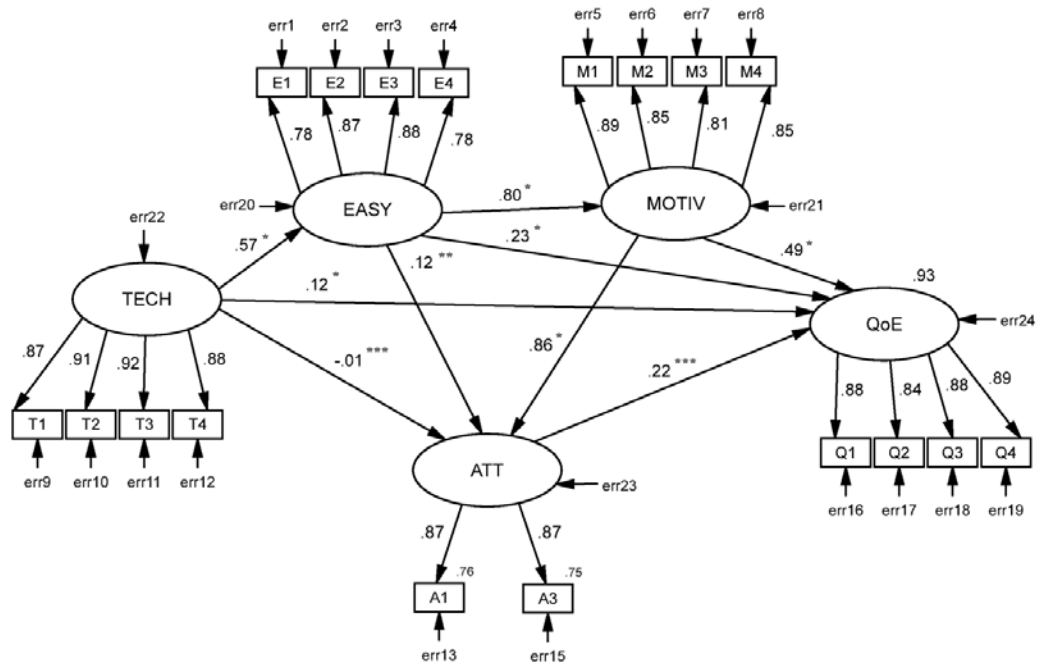 err1 err2 err3 err4 err5 err6 err7 err8
E1 E2 E3 E4 M1 M2 M3 M4
.78 .87 .88 .78 .89 .85 .81 .85
err20 EASY .80 * MOTIV err21
err22 .57 * .23 * .49 *
TECH .12 * .12 ** .93
QoE err24
.87 .91 .92 .88 -.01 *** .86 * .22 *** .88 .84 .88 .89
T1 T2 T3 T4 Q1 Q2 Q3 Q4
err9 err10 err11 err12 ATT err23 err16 err17 err18 err19
.87 .87
.76 .75
A1 A3
err13 err15